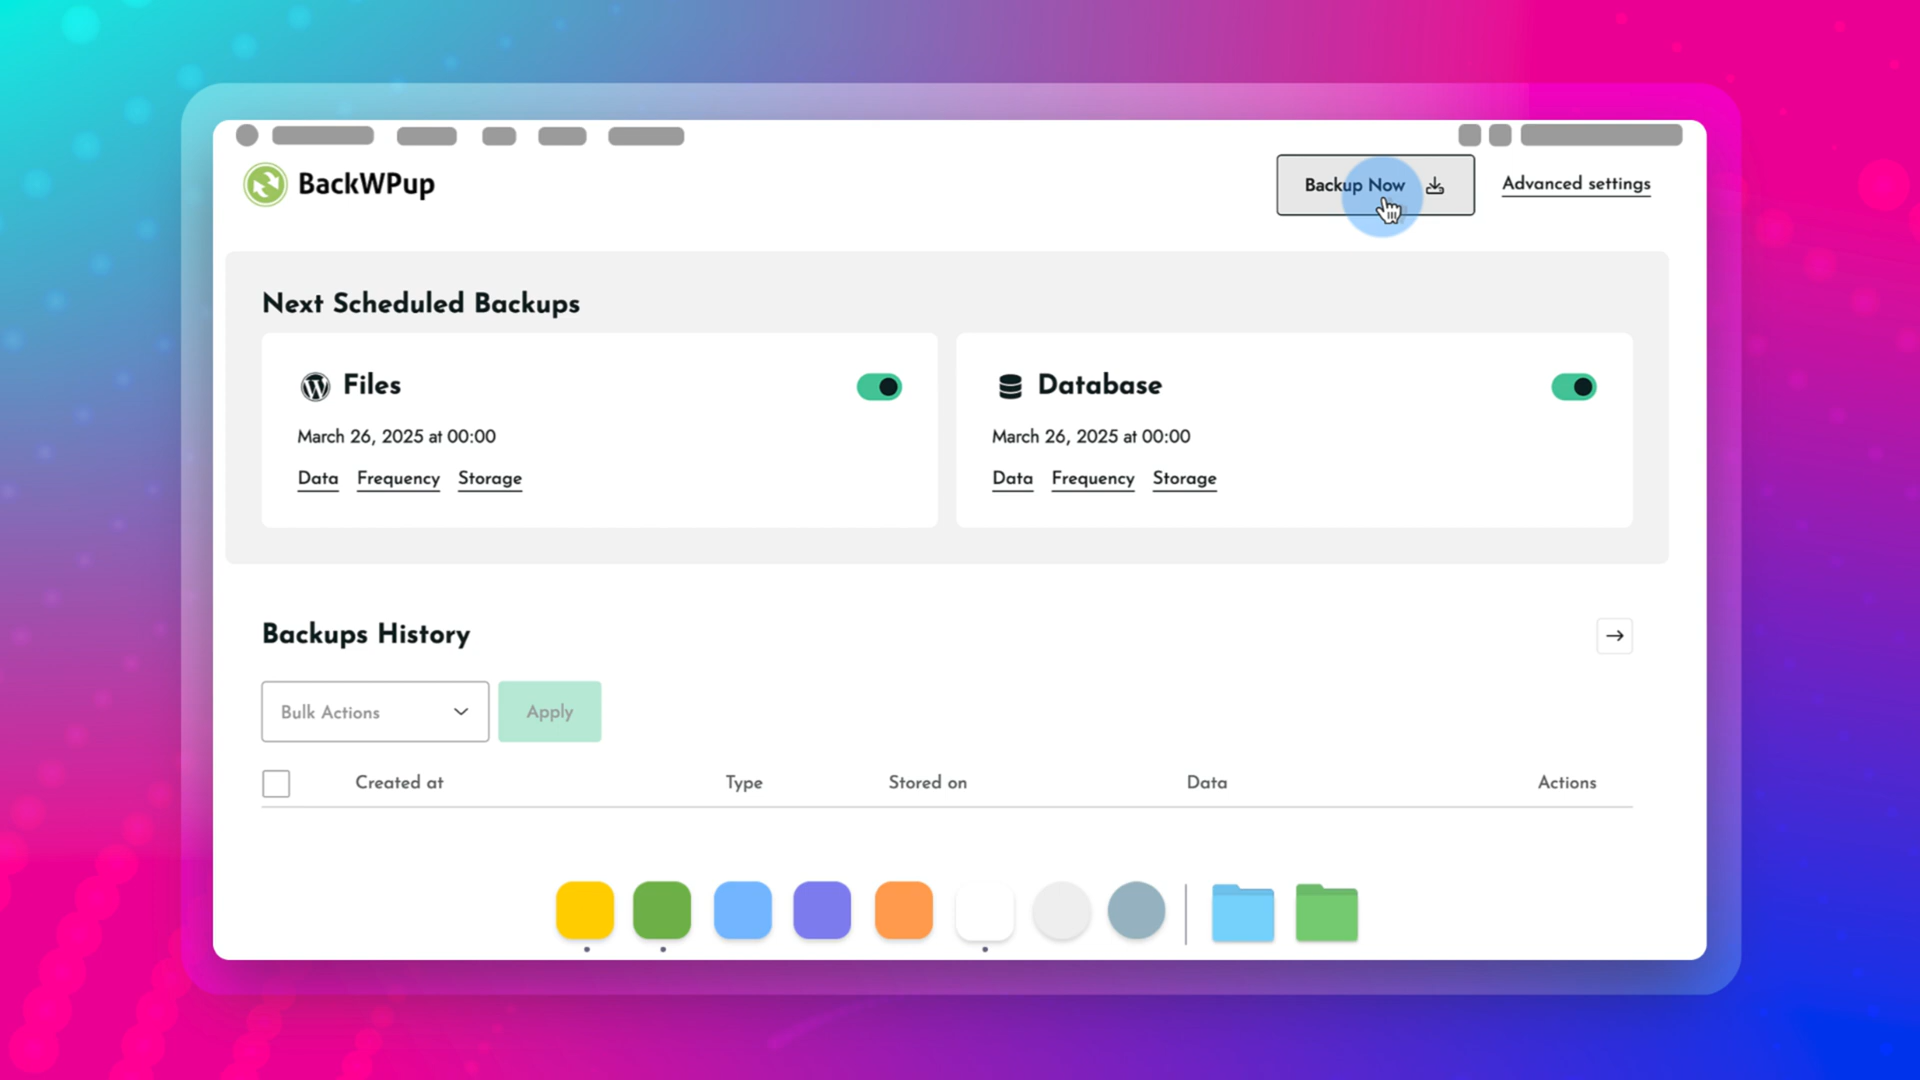 BackWPup
Backup Now
Advanced settings
Next Scheduled Backups
Files
March 26, 2025 at 00:00
Data Frequency Storage
Database
March 26, 2025 at 00:00
Data Frequency Storage
Backups History
Bulk Actions
Apply
Created at Type Stored on Data Actions